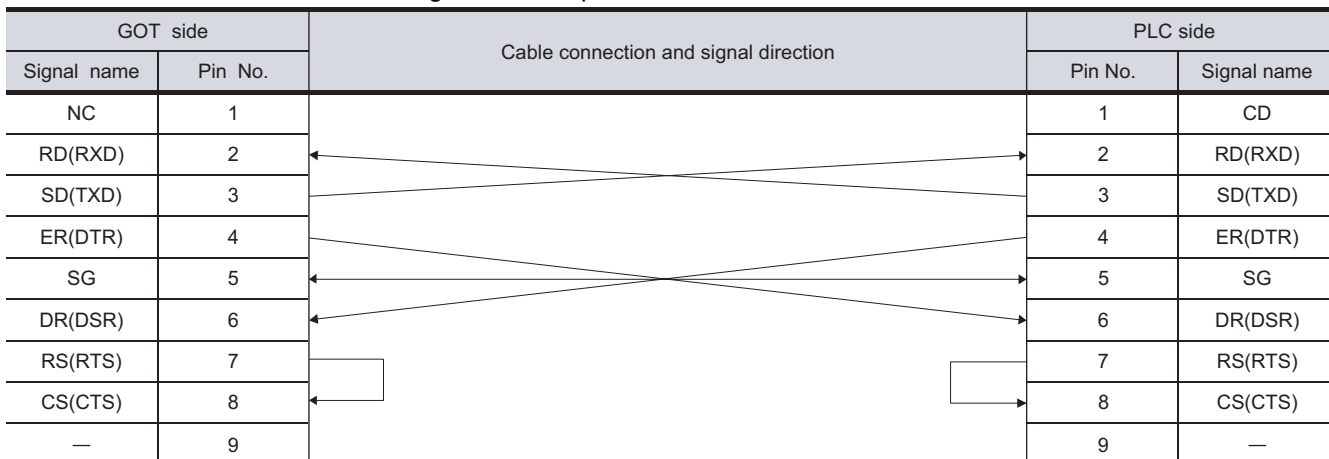 GOT side Cable connection and signal direction PLC side
Signal name Pin No. Pin No. Signal name
NC 1 1 CD
RD(RXD) 2 2 RD(RXD)
SD(TXD) 3 3 SD(TXD)
ER(DTR) 4 4 ER(DTR)
SG 5 5 SG
DR(DSR) 6 6 DR(DSR)
RS(RTS) 7 7 RS(RTS)
CS(CTS) 8 8 CS(CTS)
— 9 9 —